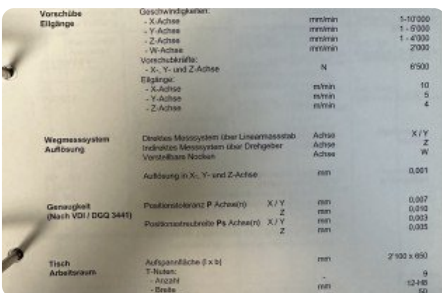 Vorschübe Geschwindigkeiten:
Eilgänge - X-Achse mm/min 1-10'000
- Y-Achse mm/min 1 - 5'000
- Z-Achse mm/min 1 - 4'000
- W-Achse mm/min 2'000
Vorschubkräfte:
- X-, Y- und Z-Achse N 6'500
Eilgänge:
- X-Achse m/min 10
- Y-Achse m/min 5
- Z-Achse m/min 4
Wegmesssystem Direktes Messsystem über Linearmassstab Achse X / Y
Auflösung Indirektes Messsystem über Drehgeber Achse Z
Verstellbare Nocken Achse W
Auflösung in X-, Y- und Z-Achse mm 0,001
Genauigkeit Positionstoleranz P Achse(n) X / Y mm 0,007
(Nach VDI / DGQ 3441) Z mm 0,010
Positionsstreubreite Ps Achse(n) X / Y mm 0,003
Z mm 0,005
Tisch Aufspannfläche (l x b) mm 2'100 x 650
Arbeitsraum T-Nuten:
- Anzahl - 9
- Breite mm 12-H8
50